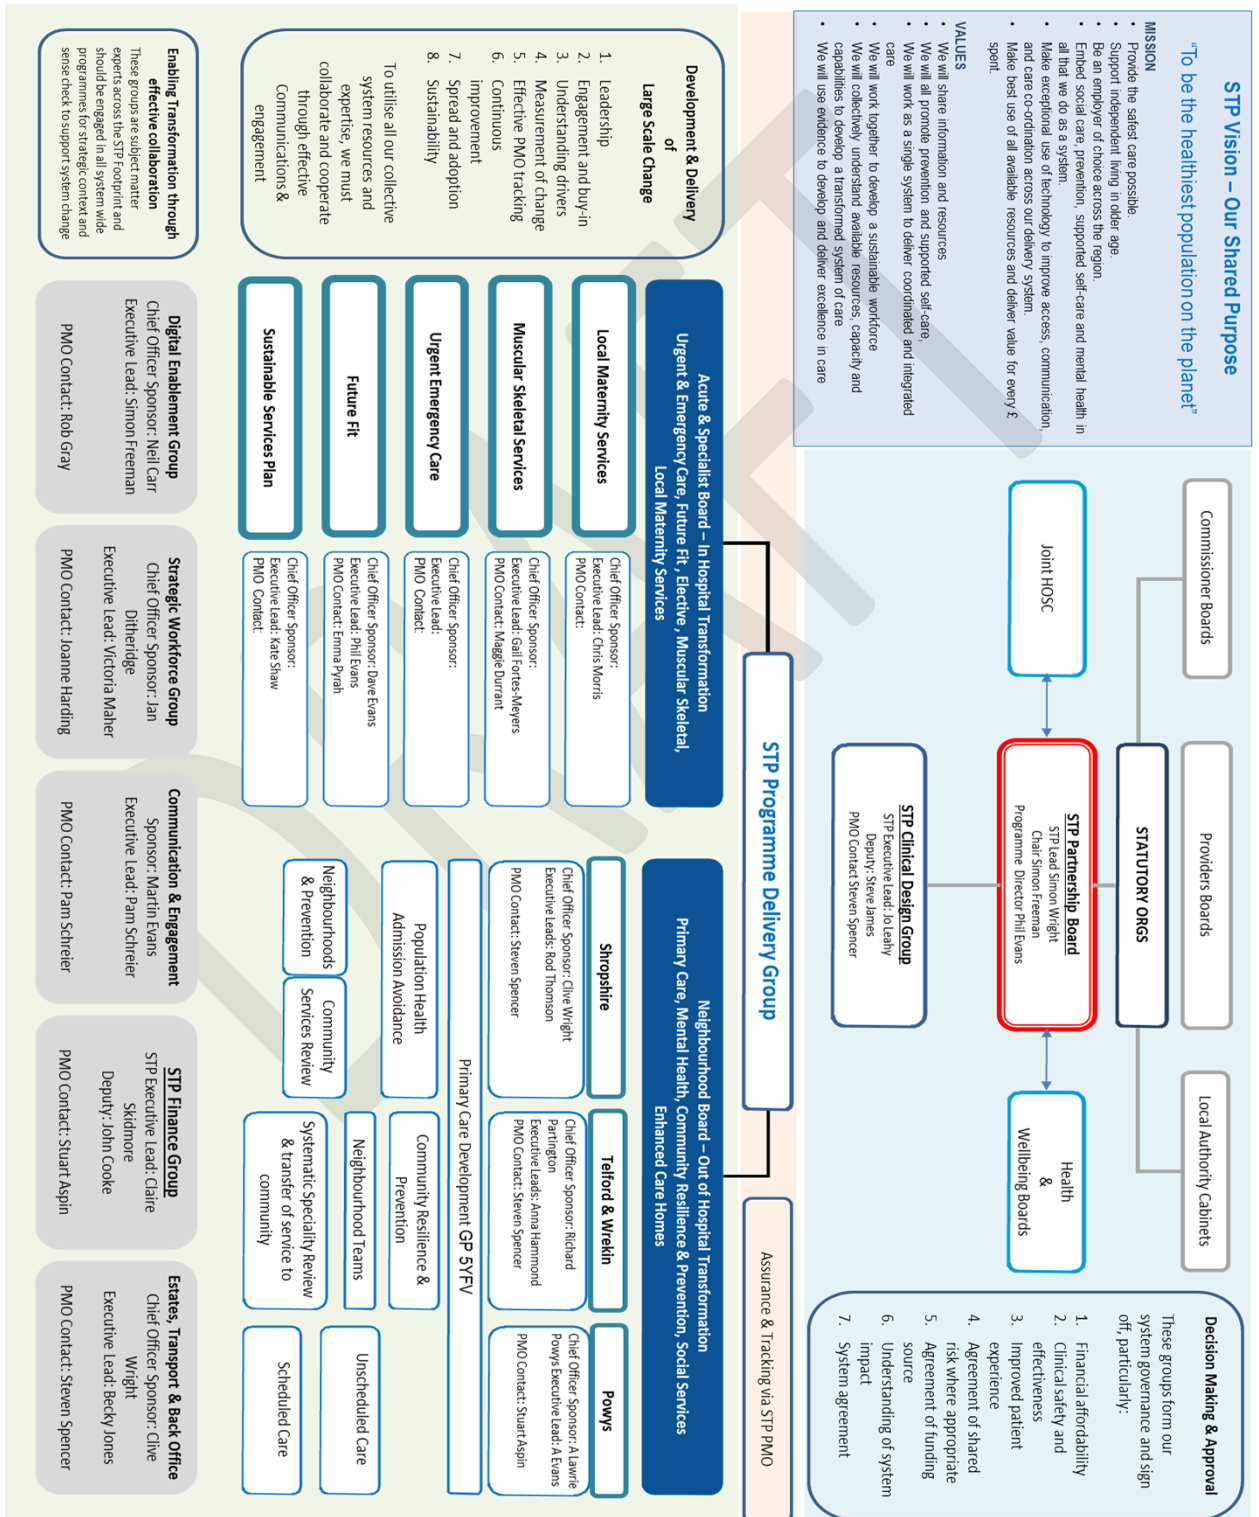 STP Vision – Our Shared Purpose
“To be the healthiest population on the planet”
MISSION
• Provide the safest care possible.
• Support independent living in older age.
• Be an employer of choice across the region.
• Embed social care, prevention, supported self-care and mental health in
all that we do as a system.
• Make exceptional use of technology to improve access, communication,
and care co-ordination across our delivery system.
• Make best use of all available resources and deliver value for every £
spent.
VALUES
• We will share information and resources
• We will all promote prevention and supported self-care,
• We will work as a single system to deliver coordinated and integrated
care
• We will work together to develop a sustainable workforce
• We will collectively understand available resources, capacity and
capabilities to develop a transformed system of care
• We will use evidence to develop and deliver excellence in care
Commissioner Boards
Providers Boards
Local Authority Cabinets
STATUTORY ORGS
Joint HOSC
STP Partnership Board
STP Lead Simon Wright
Chair Simon Freeman
Programme Director Phil Evans
Health
&
Wellbeing Boards
STP Clinical Design Group
STP Executive Lead: Jo Leahy
Deputy: Steve James
PMO Contact Steven Spencer
Decision Making & Approval
These groups form our
system governance and sign
off, particularly:
1. Financial affordability
2. Clinical safety and
effectiveness
3. Improved patient
experience
4. Agreement of shared
risk where appropriate
5. Agreement of funding
source
6. Understanding of system
impact
7. System agreement
STP Programme Delivery Group
Assurance & Tracking via STP PMO
Development & Delivery
of
Large Scale Change
1. Leadership
2. Engagement and buy-in
3. Understanding drivers
4. Measurement of change
5. Effective PMO tracking
6. Continuous
improvement
7. Spread and adoption
8. Sustainability
To utilise all our collective
system resources and
expertise, we must
collaborate and cooperate
through effective
Communications &
engagement
Acute & Specialist Board – In Hospital Transformation
Urgent & Emergency Care, Future Fit , Elective , Muscular Skeletal,
Local Maternity Services
Local Maternity Services
Chief Officer Sponsor:
Executive Lead: Chris Morris
PMO Contact:
Muscular Skeletal Services
Chief Officer Sponsor:
Executive Lead: Gail Fortes-Meyers
PMO Contact: Maggie Durrant
Urgent Emergency Care
Chief Officer Sponsor:
Executive Lead:
PMO Contact:
Future Fit
Chief Officer Sponsor: Dave Evans
Executive Lead: Phil Evans
PMO Contact: Emma Pyrah
Sustainable Services Plan
Chief Officer Sponsor:
Executive Lead: Kate Shaw
PMO Contact:
Neighbourhood Board – Out of Hospital Transformation
Primary Care, Mental Health, Community Resilience & Prevention, Social Services
Enhanced Care Homes
Shropshire
Chief Officer Sponsor: Clive Wright
Executive Leads: Rod Thomson
PMO Contact: Steven Spencer
Telford & Wrekin
Chief Officer Sponsor: Richard
Partington
Executive Leads: Anna Hammond
PMO Contact: Steven Spencer
Powys
Chief Officer Sponsor: A Lawrie
Powys Executive Lead: A Evans
PMO Contact: Stuart Aspin
Primary Care Development GP 5YFV
Population Health
Admission Avoidance
Neighbourhoods
& Prevention
Community
Services Review
Community Resilience &
Prevention
Neighbourhood Teams
Systematic Speciality Review
& transfer of service to
community
Unscheduled Care
Scheduled Care
Enabling Transformation through
effective collaboration
These groups are subject matter
experts across the STP Footprint and
should be engaged in all system wide
programmes for strategic context and
sense check to support system change
Digital Enablement Group
Chief Officer Sponsor: Neil Carr
Executive Lead: Simon Freeman
PMO Contact: Rob Gray
Strategic Workforce Group
Chief Officer Sponsor: Jan
Ditheridge
Executive Lead: Victoria Maher
PMO Contact: Joanne Harding
Communication & Engagement
Sponsor: Martin Evans
Executive Lead: Pam Schreier
PMO Contact: Pam Schreier
STP Finance Group
STP Executive Lead: Claire
Skidmore
Deputy: John Cooke
PMO Contact: Stuart Aspin
Estates, Transport & Back Office
Chief Officer Sponsor: Clive
Wright
Executive Lead: Becky Jones
PMO Contact: Steven Spencer
DRAFT